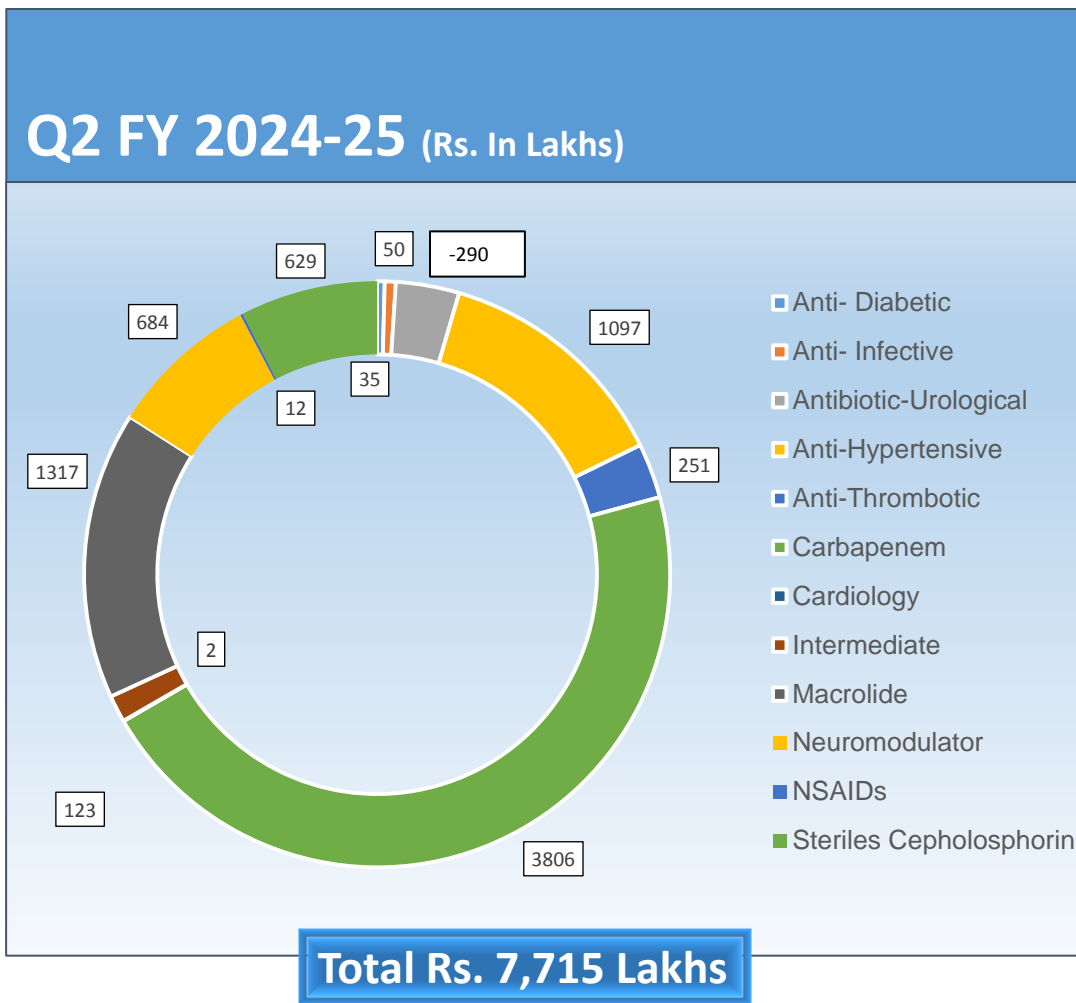 Q2 FY 2024-25 (Rs. In Lakhs)
50
-290
629
1097
684
35
12
251
1317
2
123
3806
Anti- Diabetic
Anti- Infective
Antibiotic-Urological
Anti-Hypertensive
Anti-Thrombotic
Carbapenem
Cardiology
Intermediate
Macrolide
Neuromodulator
NSAIDs
Steriles Cepholosphorin
Total Rs. 7,715 Lakhs